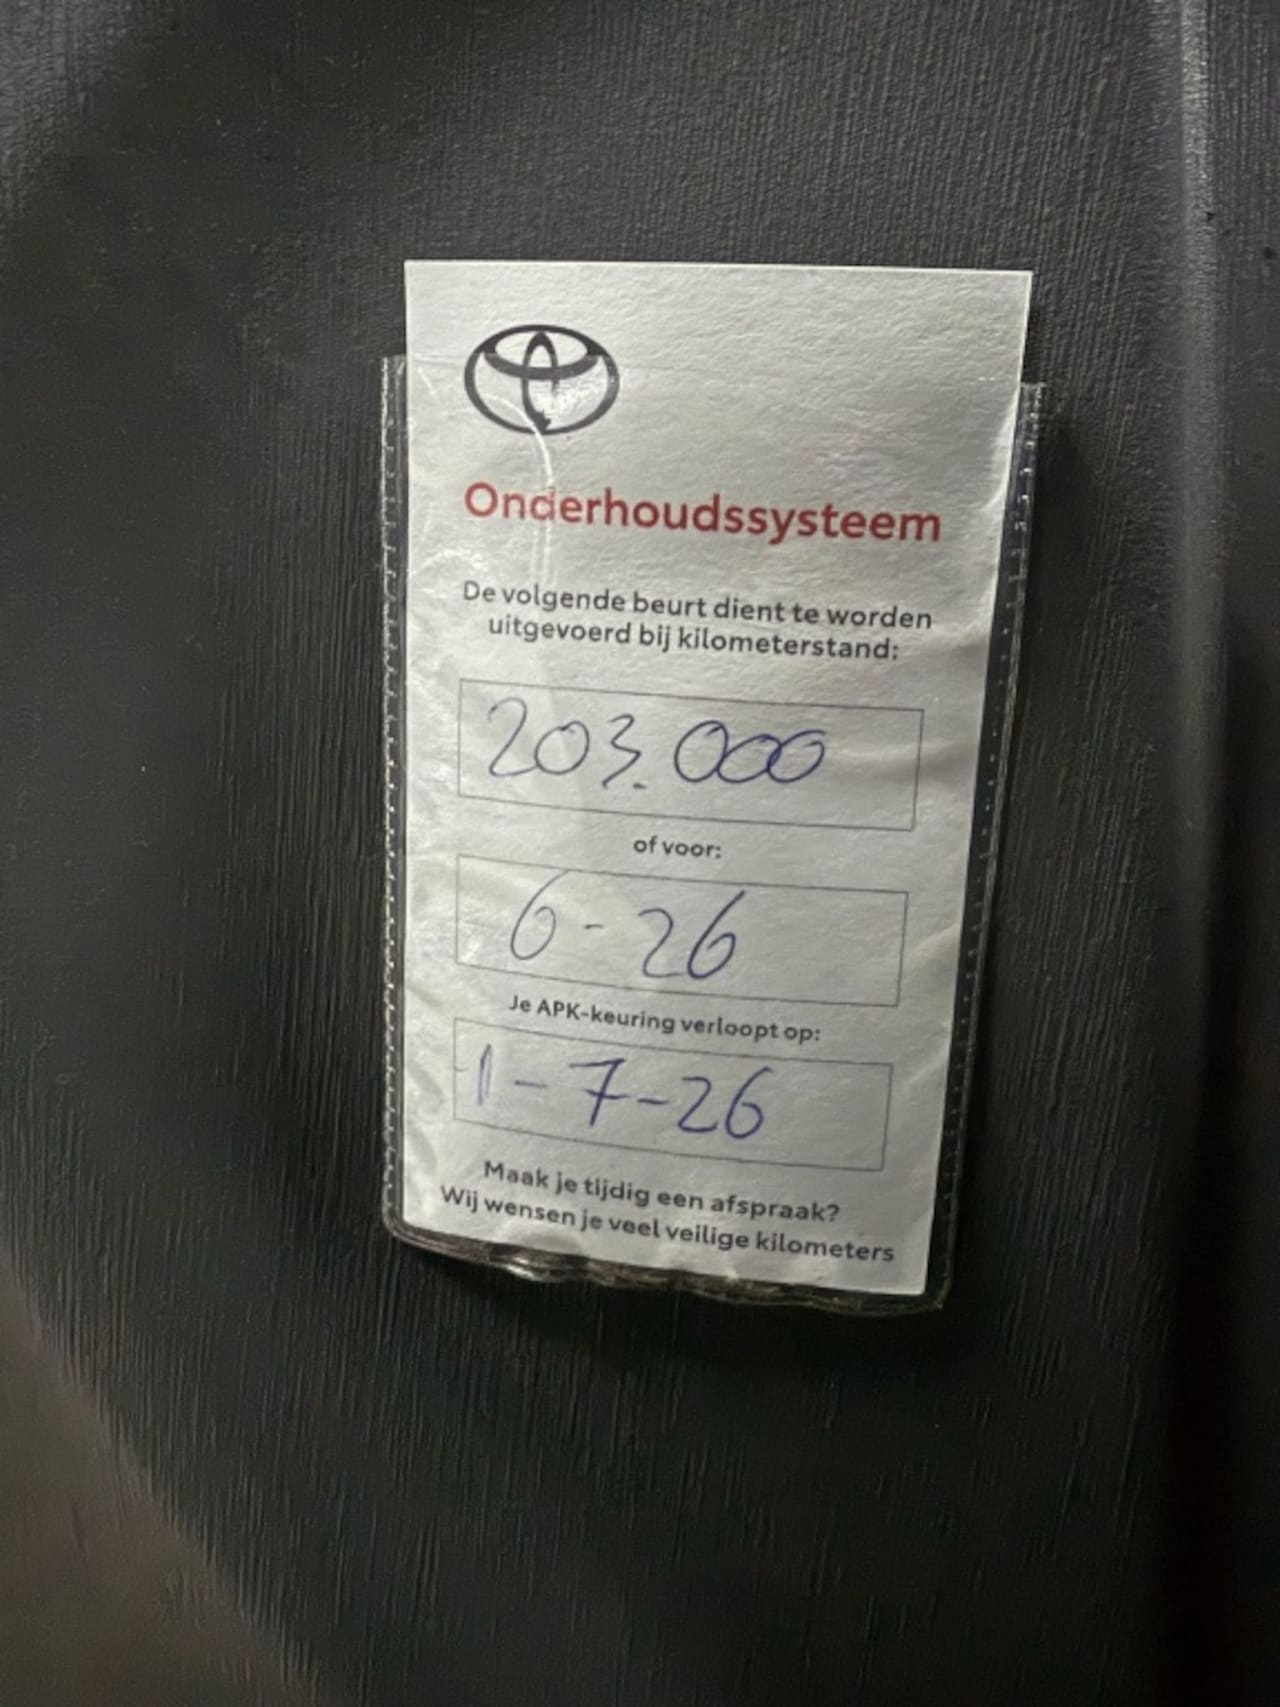 Onderhoudssysteem
De volgende beurt dient te worden
uitgevoerd bij kilometerstand:
203.000
of voor:
6-26
Je APK-keuring verloopt op:
1-7-26
Maak je tijdig een afspraak?
Wij wensen je veel veilige kilometers